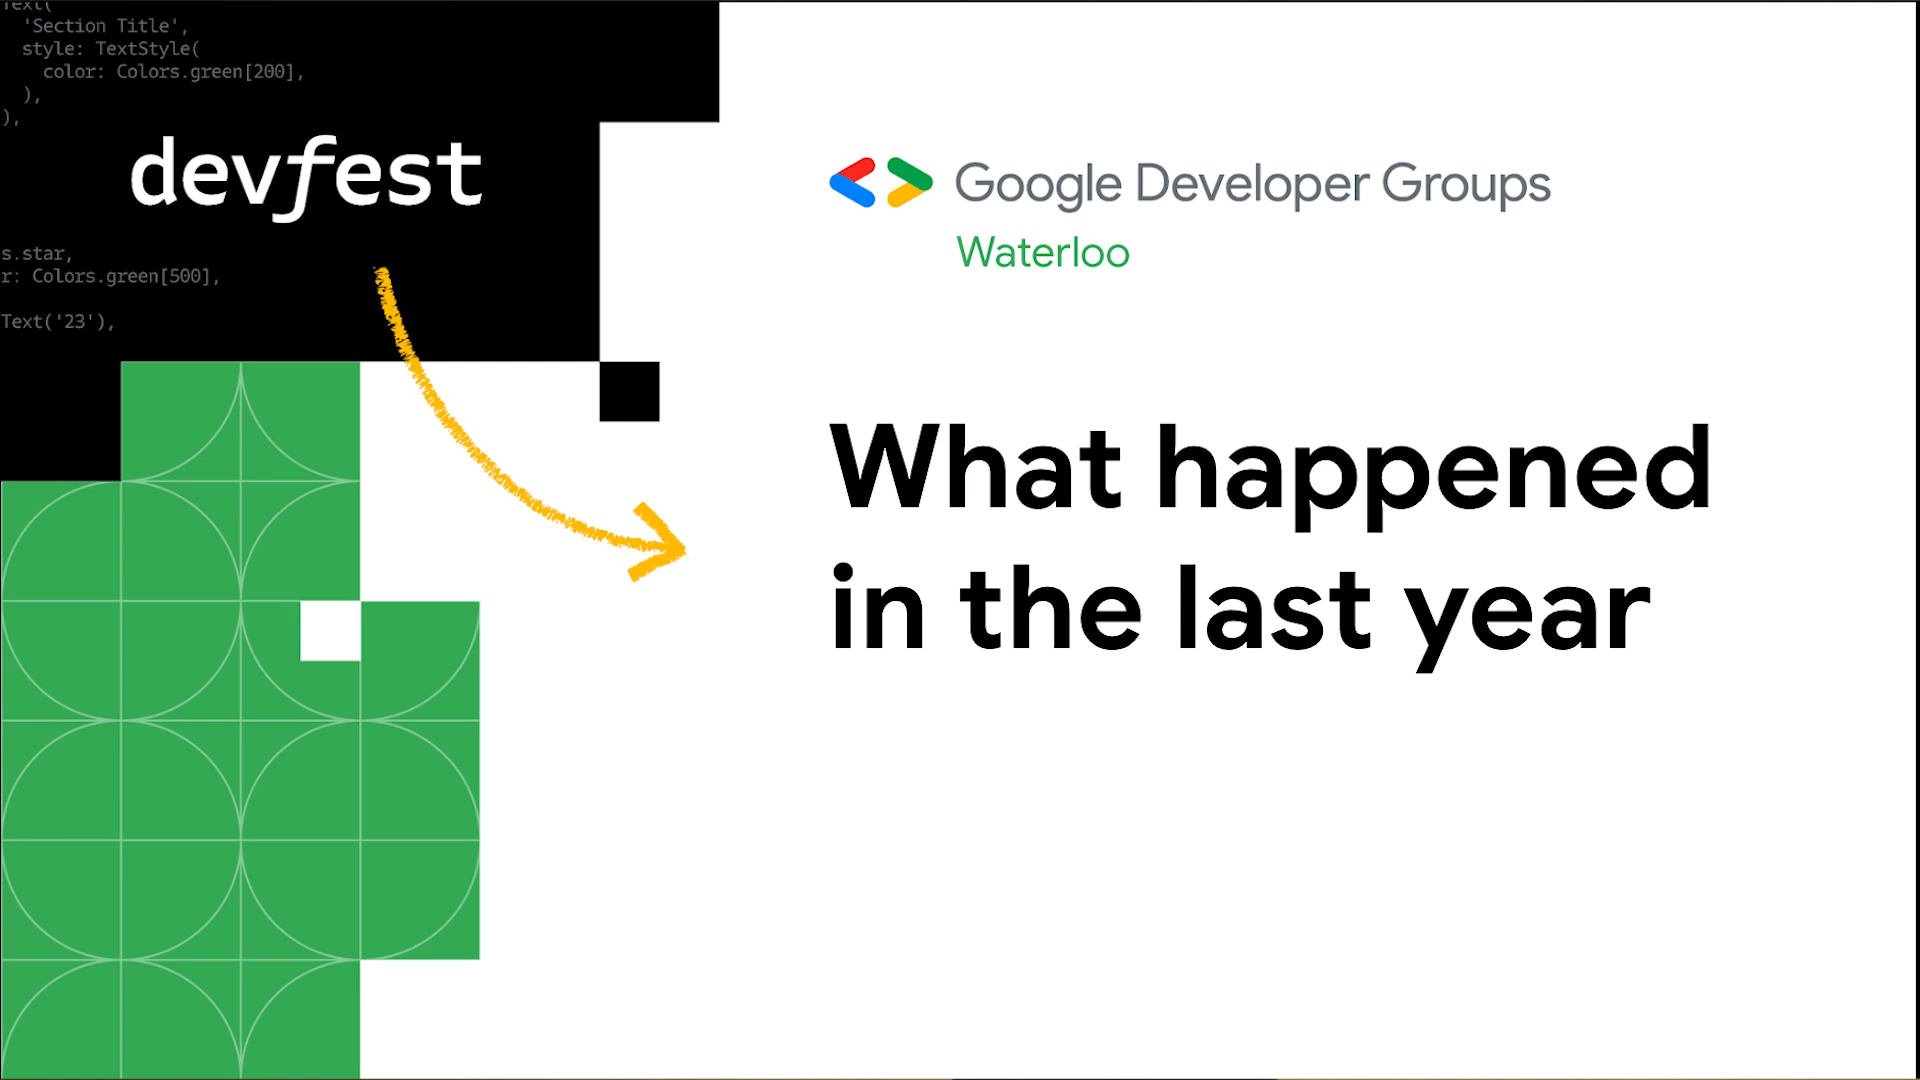 Text(
'Section Title',
style: TextStyle(
color: Colors.green[200],
),
),
devfest
s.star,
r: Colors.green[500],
Text('23'),
Google Developer Groups
Waterloo
What happened
in the last year